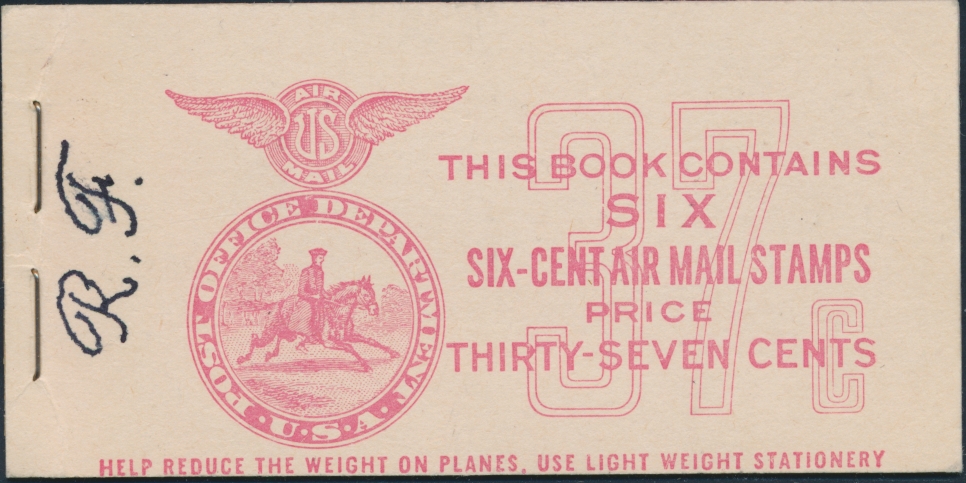 AIR
US
MAIL
POST OFFICE DEPARTMENT
U.S.A.
R. F.
37c
THIS BOOK CONTAINS
SIX
SIX-CENT AIR MAIL STAMPS
PRICE
THIRTY-SEVEN CENTS
HELP REDUCE THE WEIGHT ON PLANES, USE LIGHT WEIGHT STATIONERY